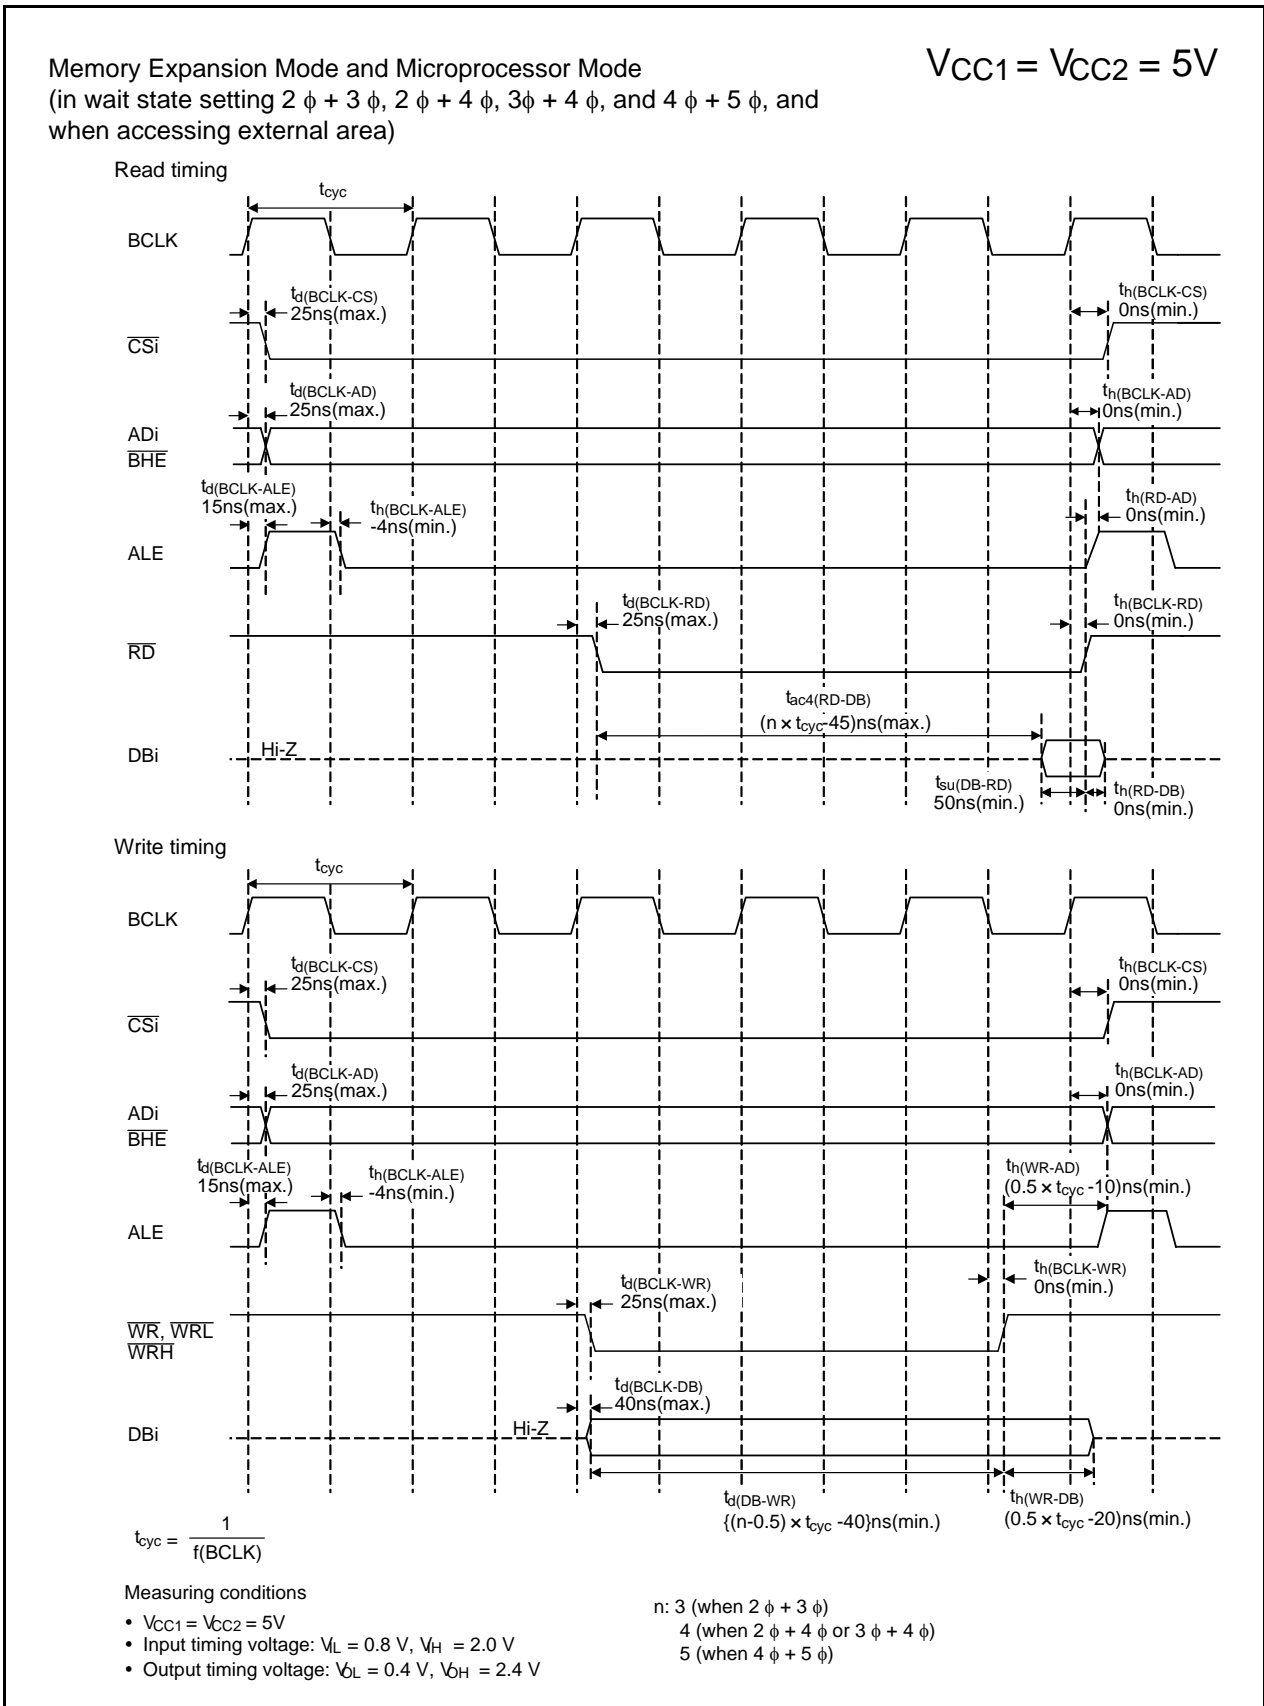 Memory Expansion Mode and Microprocessor Mode
(in wait state setting 2 ϕ + 3 ϕ, 2 ϕ + 4 ϕ, 3ϕ + 4 ϕ, and 4 ϕ + 5 ϕ, and
when accessing external area)
VCC1 = VCC2 = 5V
Read timing
tcyc
BCLK
td(BCLK-CS)
25ns(max.)
th(BCLK-CS)
0ns(min.)
CSi
td(BCLK-AD)
25ns(max.)
th(BCLK-AD)
0ns(min.)
ADi
BHE
td(BCLK-ALE)
15ns(max.)
th(BCLK-ALE)
-4ns(min.)
th(RD-AD)
0ns(min.)
ALE
td(BCLK-RD)
25ns(max.)
th(BCLK-RD)
0ns(min.)
RD
tac4(RD-DB)
(n × tcyc-45)ns(max.)
DBi
Hi-Z
tsu(DB-RD)
50ns(min.)
th(RD-DB)
0ns(min.)
Write timing
tcyc
BCLK
td(BCLK-CS)
25ns(max.)
th(BCLK-CS)
0ns(min.)
CSi
td(BCLK-AD)
25ns(max.)
th(BCLK-AD)
0ns(min.)
ADi
BHE
td(BCLK-ALE)
15ns(max.)
th(BCLK-ALE)
-4ns(min.)
th(WR-AD)
(0.5 × tcyc -10)ns(min.)
ALE
td(BCLK-WR)
25ns(max.)
th(BCLK-WR)
0ns(min.)
WR, WRL
WRH
td(BCLK-DB)
40ns(max.)
DBi
Hi-Z
td(DB-WR)
{(n-0.5) × tcyc -40}ns(min.)
th(WR-DB)
(0.5 × tcyc -20)ns(min.)
tcyc = 1
f(BCLK)
Measuring conditions
• VCC1 = VCC2 = 5V
• Input timing voltage: VIL = 0.8 V, VIH = 2.0 V
• Output timing voltage: VOL = 0.4 V, VOH = 2.4 V
n: 3 (when 2 ϕ + 3 ϕ)
4 (when 2 ϕ + 4 ϕ or 3 ϕ + 4 ϕ)
5 (when 4 ϕ + 5 ϕ)